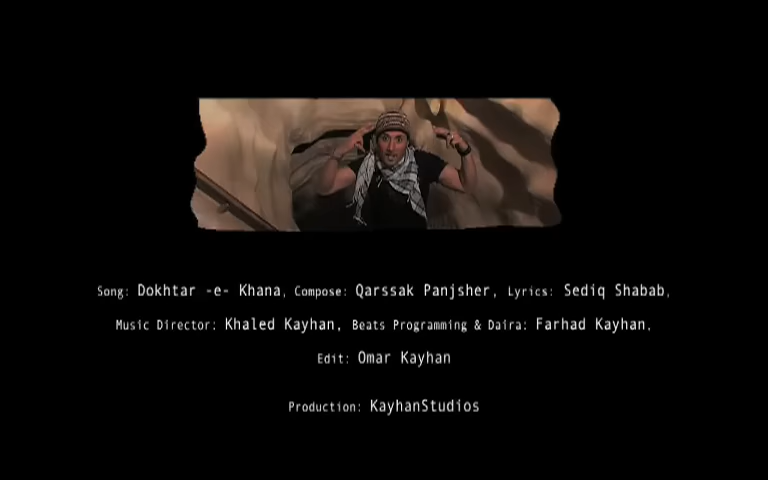 Song: Dokhtar -e- Khana, Compose: Qarssak Panjsher, Lyrics: Sediq Shabab,
Music Director: Khaled Kayhan, Beats Programming & Daira: Farhad Kayhan,
Edit: Omar Kayhan
Production: KayhanStudios